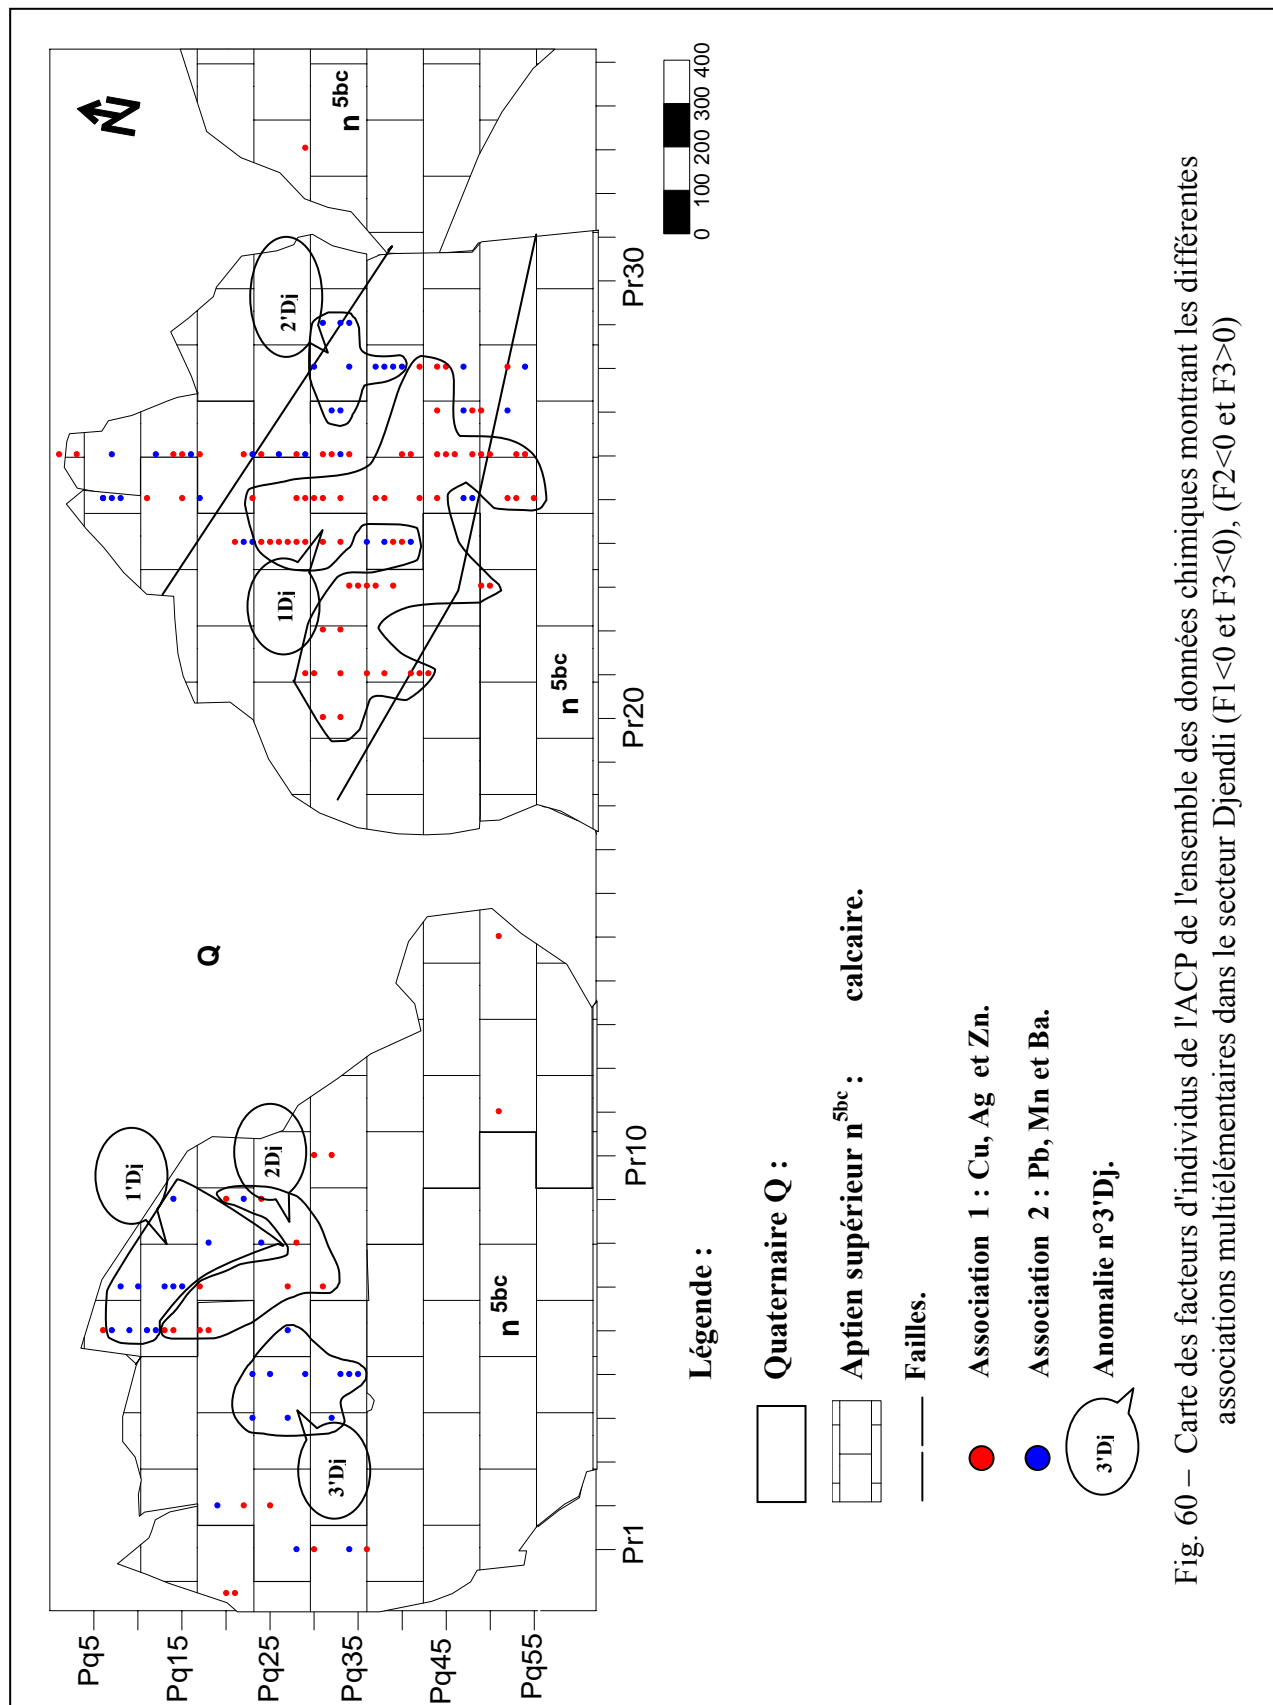 N
Q
n 5bc
n 5bc
n 5bc
1'Dj
2Dj
3'Dj
1Dj
2'Dj
Pq5
Pq15
Pq25
Pq35
Pq45
Pq55
Pr1
Pr10
Pr20
Pr30
0 100 200 300 400
Légende :
Quaternaire Q :
Aptien supérieur n5bc : calcaire.
Failles.
Association 1 : Cu, Ag et Zn.
Association 2 : Pb, Mn et Ba.
3'Dj Anomalie n°3'Dj.
Fig. 60 – Carte des facteurs d'individus de l'ACP de l'ensemble des données chimiques montrant les différentes
associations multiélémentaires dans le secteur Djendli (F1<0 et F3<0), (F2<0 et F3>0)